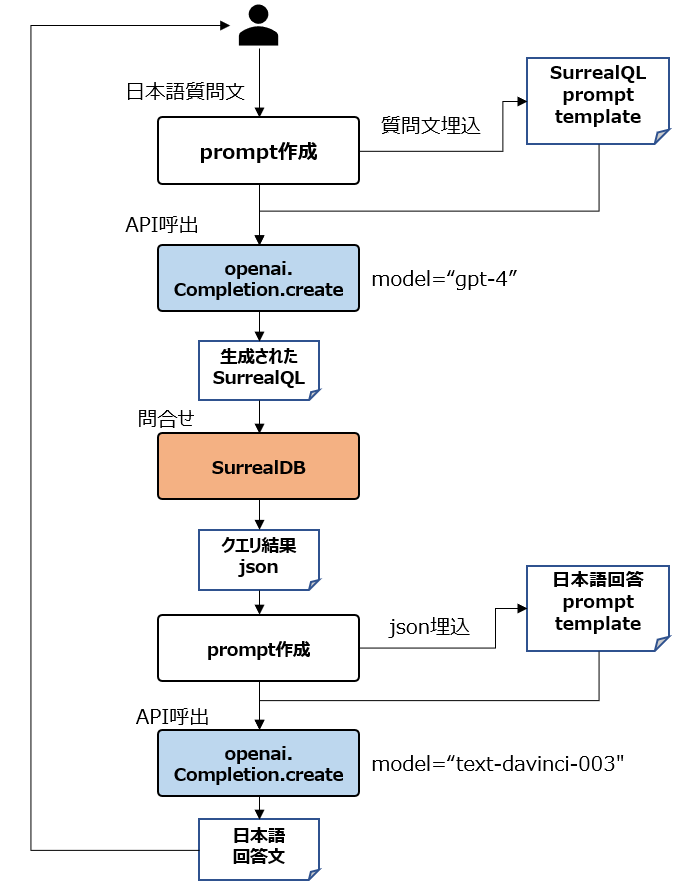 日本語質問文
prompt作成
質問文埋込
SurrealQL
prompt
template
API呼出
openai.
Completion.create
model=“gpt-4”
生成された
SurrealQL
問合せ
SurrealDB
クエリ結果
json
prompt作成
json埋込
日本語回答
prompt
template
API呼出
openai.
Completion.create
model=“text-davinci-003"
日本語
回答文